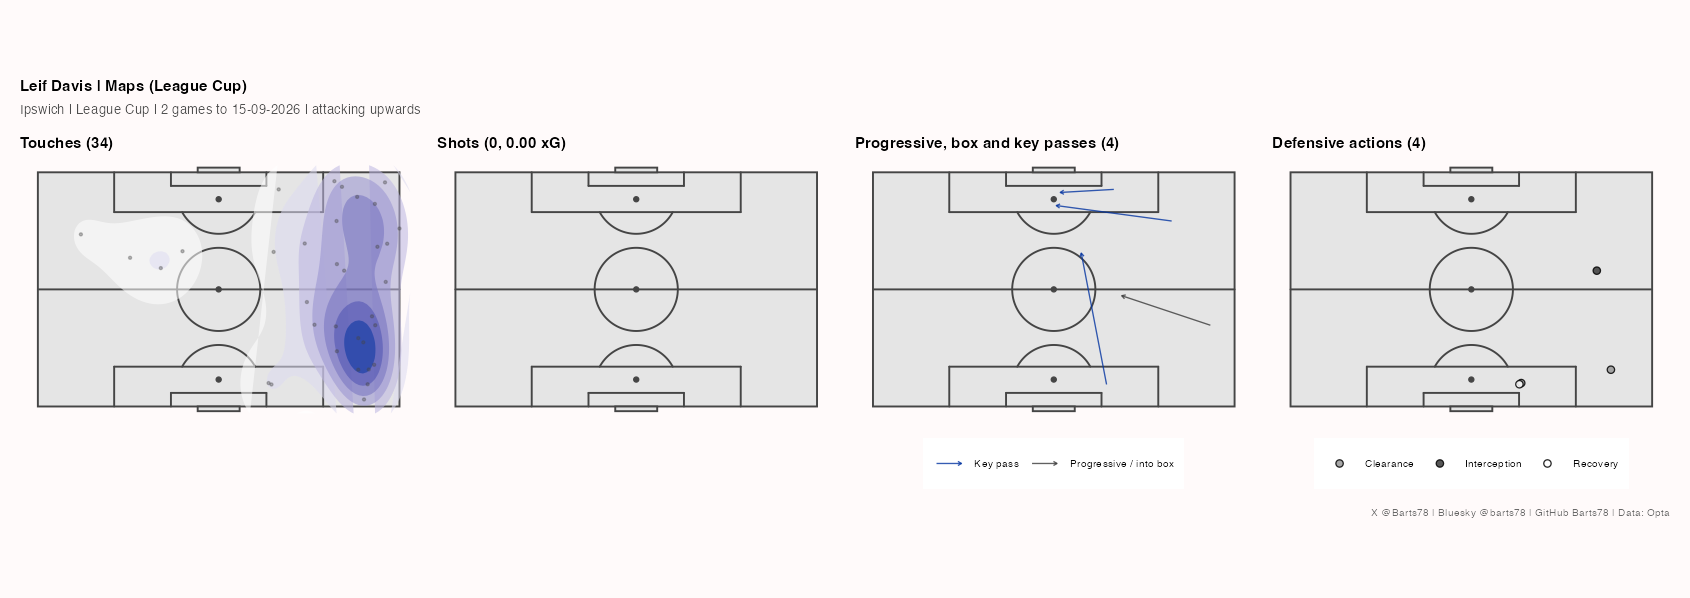 Leif Davis | Maps (League Cup)
Ipswich | League Cup | 2 games to 15-09-2026 | attacking upwards
Touches (34)
Shots (0, 0.00 xG)
Progressive, box and key passes (4)
Defensive actions (4)
Key pass
Progressive / into box
Clearance
Interception
Recovery
X @Barts78 | Bluesky @barts78 | GitHub Barts78 | Data: Opta